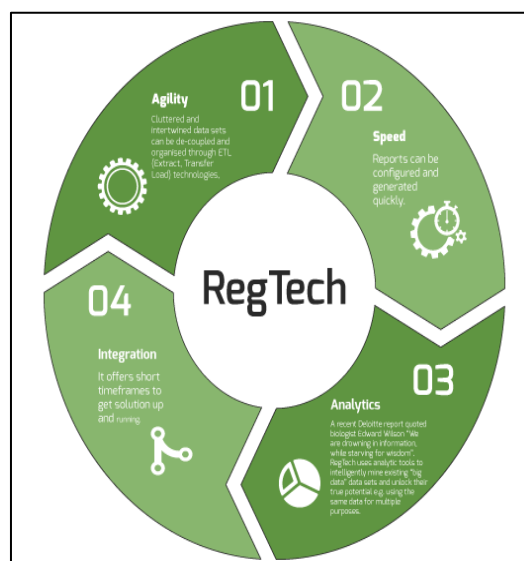 01
Agility
Cluttered and
intertwined data sets
can be de-coupled and
organised through ETL
(Extract, Transfer
Load) technologies,
02
Speed
Reports can be
configured and
generated
quickly.
RegTech
03
Analytics
A recent Deloitte report quoted
biologist Edward Wilson "We
are drowning in information,
while starving for wisdom".
RegTech uses analytic tools to
intelligently mine existing "big
data" data sets and unlock their
true potential e.g. using the
same data for multiple
purposes.
04
Integration
It offers short
timeframes to
get solution up
and running.